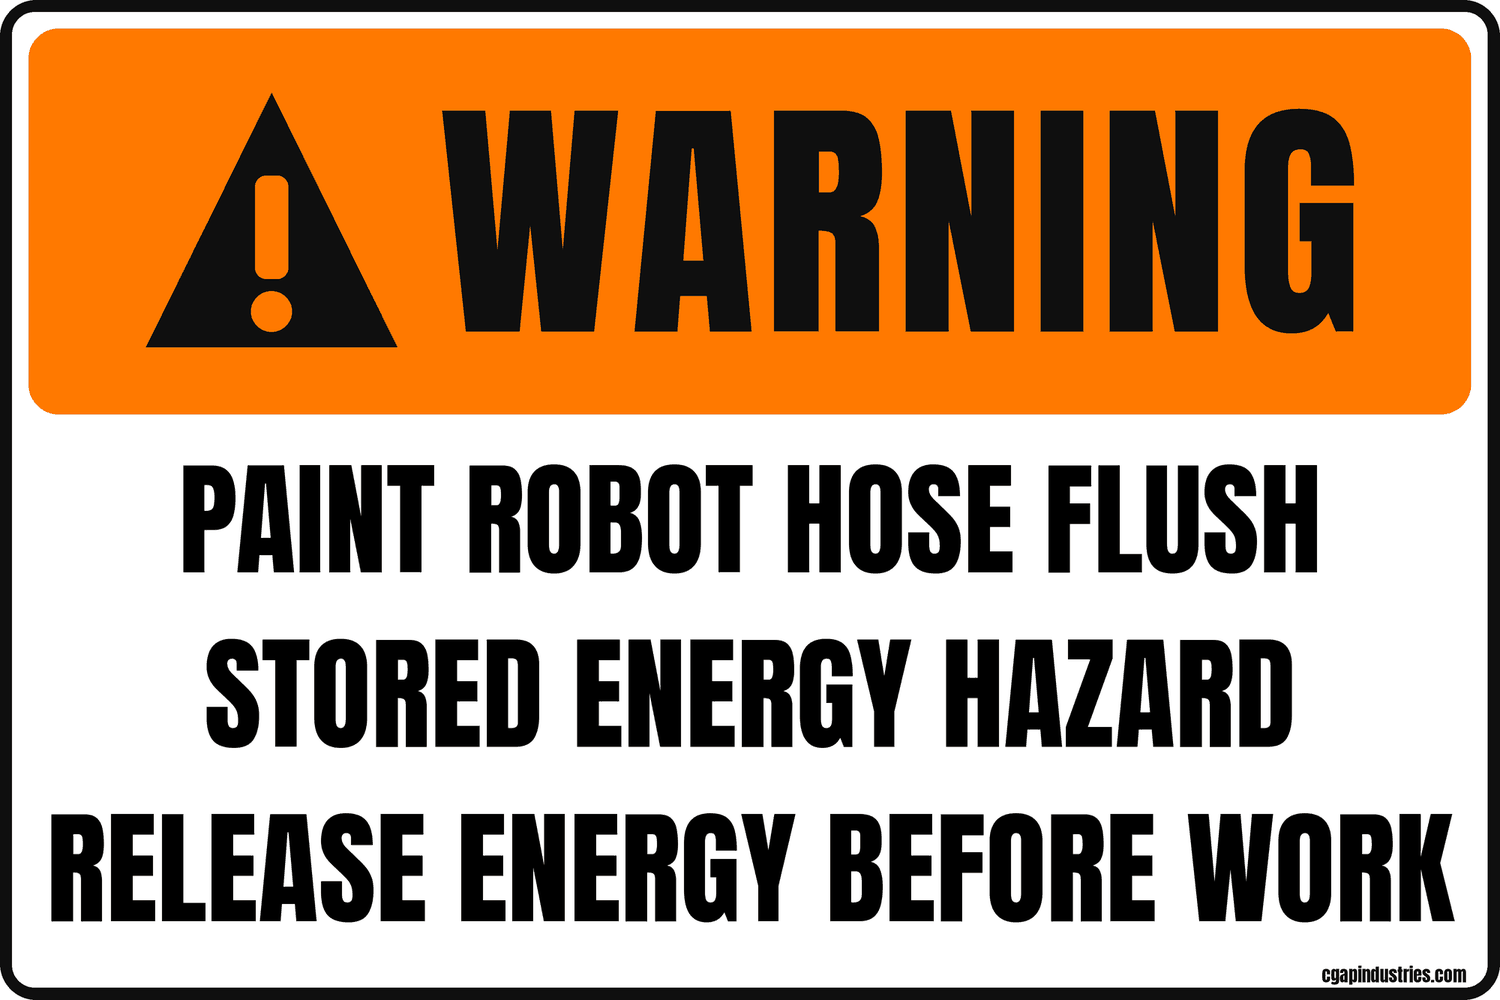 WARNING
PAINT ROBOT HOSE FLUSH
STORED ENERGY HAZARD
RELEASE ENERGY BEFORE WORK
cgapindustries.com